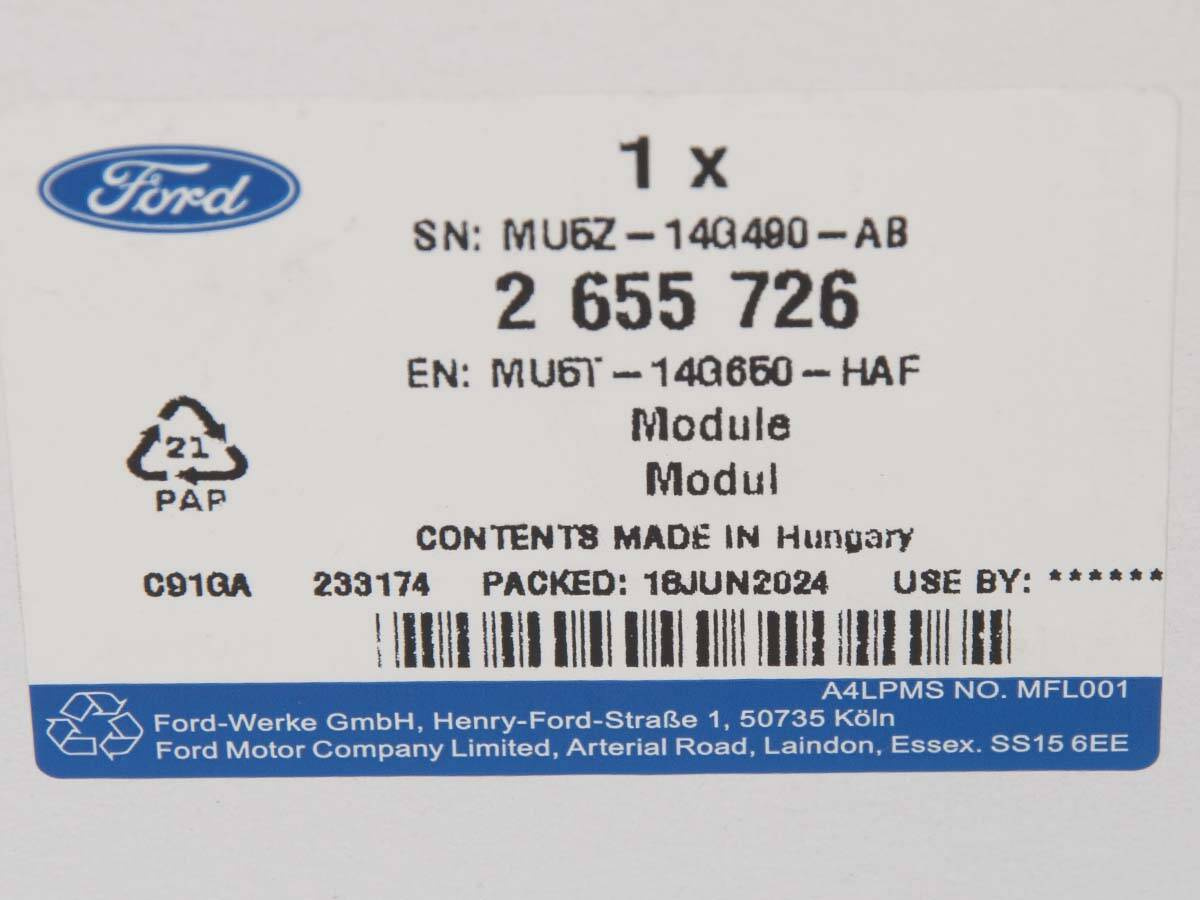 Ford
1 x
SN: MU5Z-14G490-AB
2 655 726
EN: MU5T-14G650-HAF
Module
21
Modul
PAP
CONTENTS MADE IN Hungary
C91GA 233174 PACKED: 18JUN2024 USE BY: ******
A4LPMS NO. MFL001
Ford-Werke GmbH, Henry-Ford-Straße 1, 50735 Köln
Ford Motor Company Limited, Arterial Road, Laindon, Essex. SS15 6EE